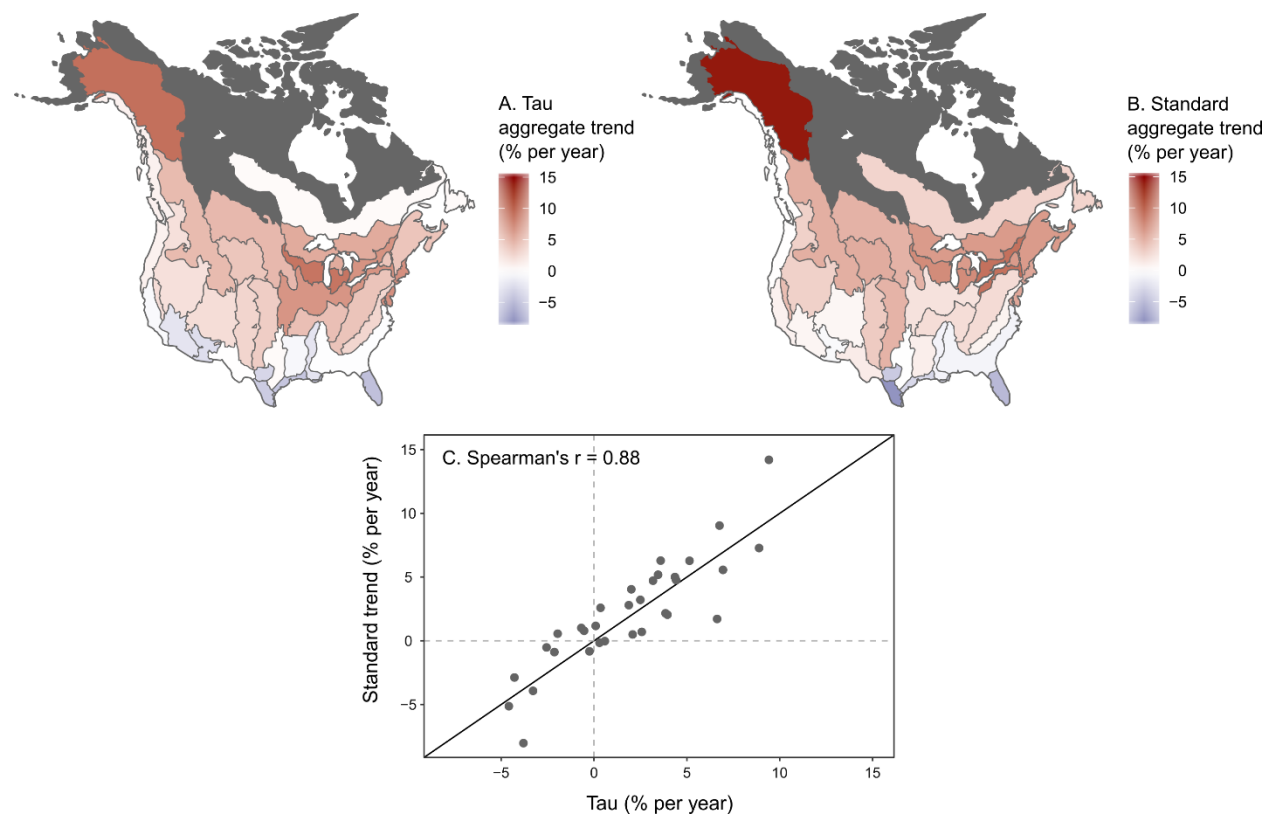 A. Tau
aggregate trend
(% per year)
15
10
5
0
−5
B. Standard
aggregate trend
(% per year)
15
10
5
0
−5
C. Spearman's r = 0.88
Standard trend (% per year)
15
10
5
0
−5
−5
0
5
10
15
Tau (% per year)